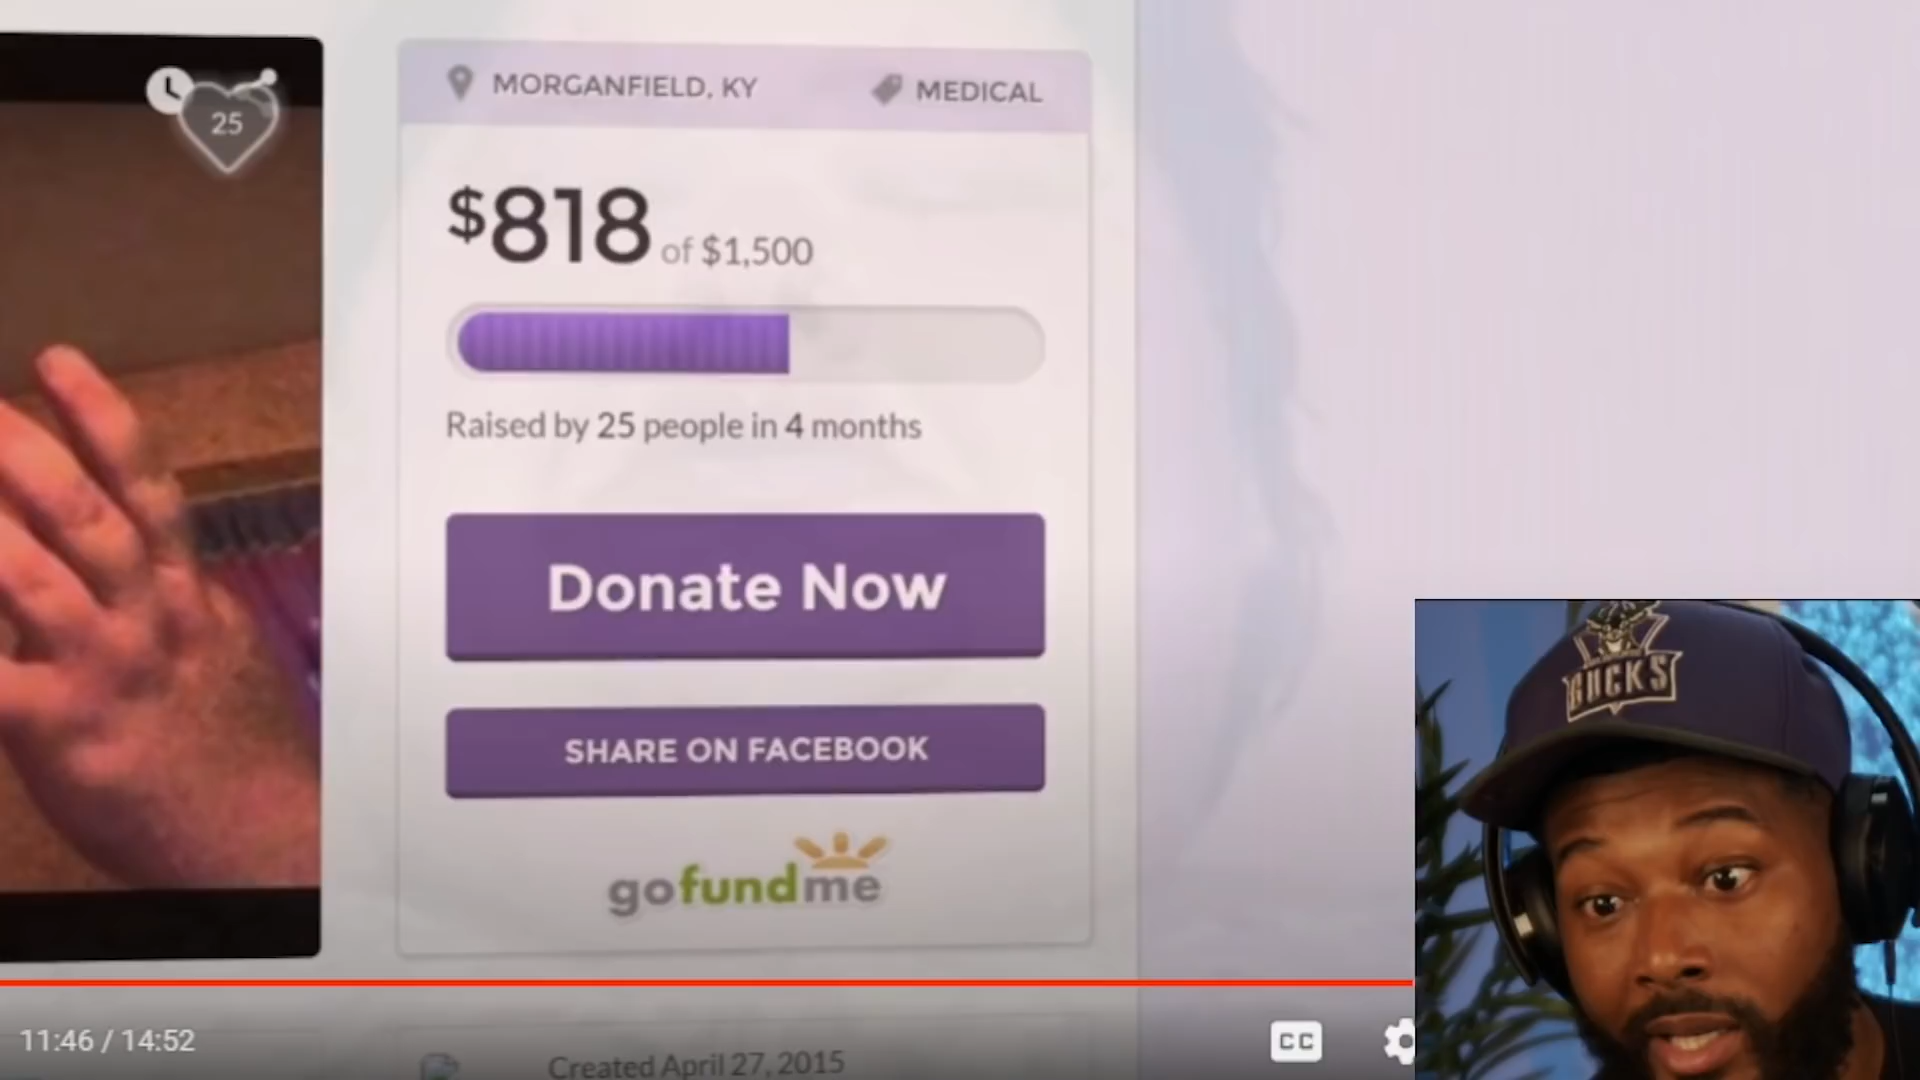 25
MORGANFIELD, KY
MEDICAL
$818 of $1,500
Raised by 25 people in 4 months
Donate Now
SHARE ON FACEBOOK
gofundme
BUCKS
11:46 / 14:52
CC
Created April 27, 2015